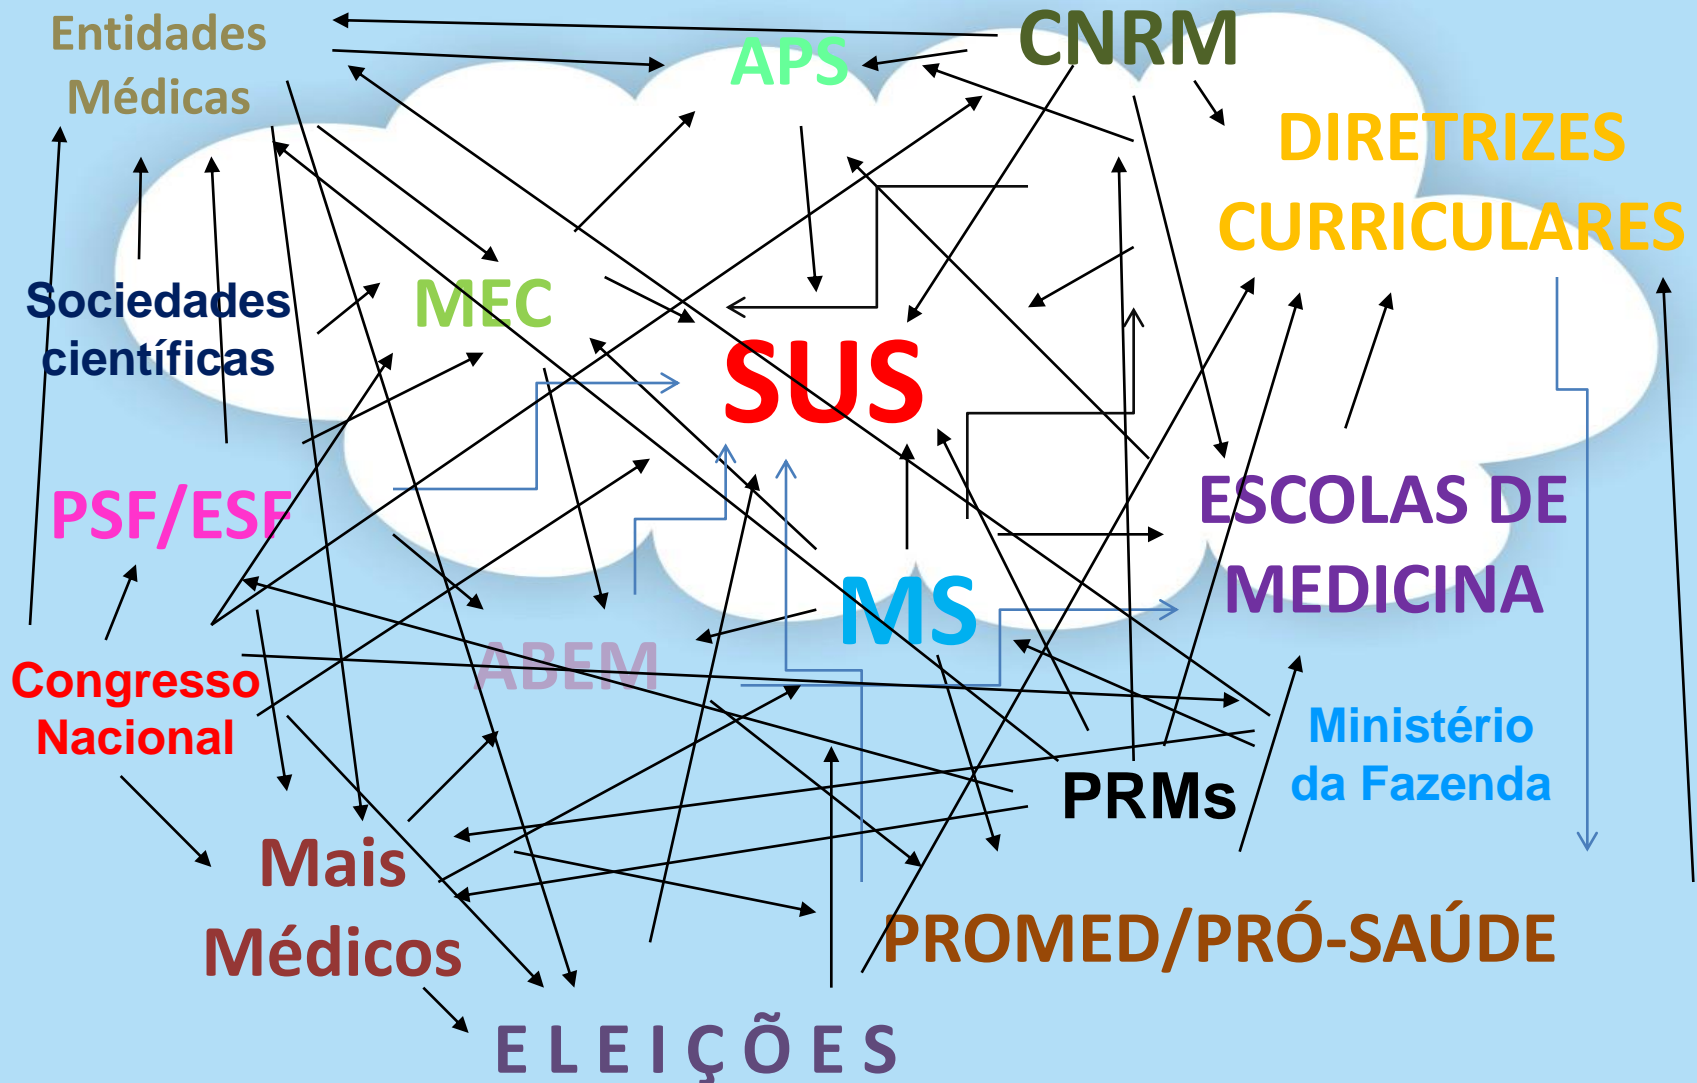 Entidades
Médicas
APS
CNRM
DIRETRIZES
CURRICULARES
Sociedades
científicas
MEC
SUS
PSF/ESF
ESCOLAS DE
MEDICINA
MS
ABEM
Congresso
Nacional
Ministério
da Fazenda
PRMs
Mais
Médicos
PROMED/PRÓ-SAÚDE
E L E I Ç Õ E S